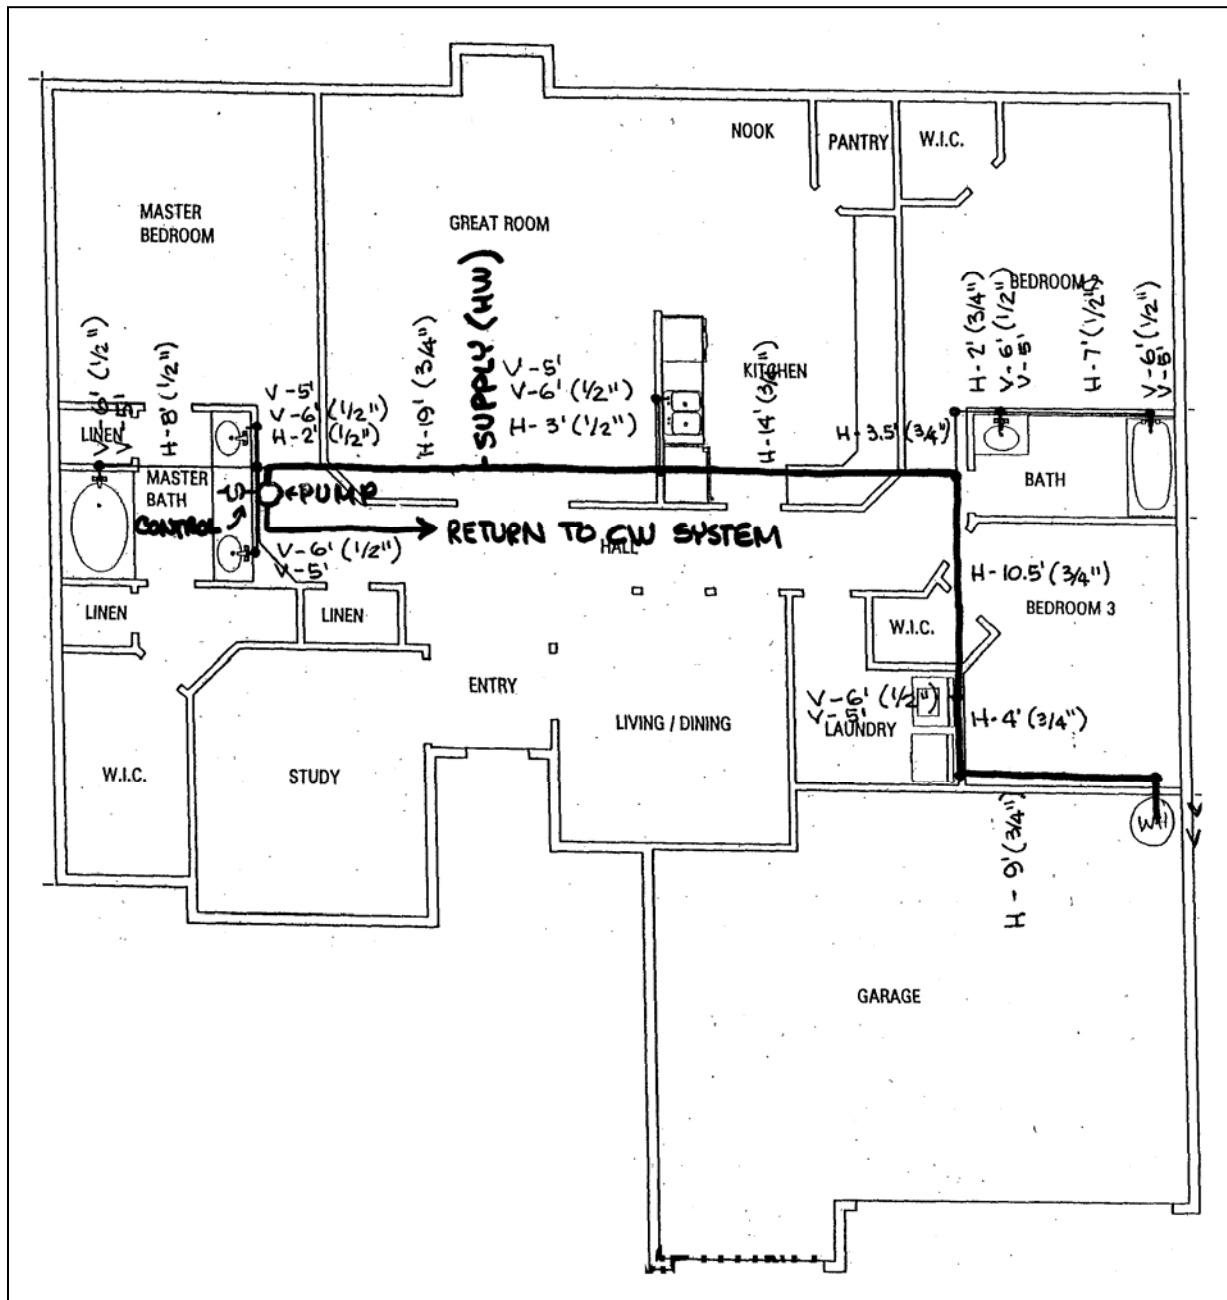 NOOK
PANTRY
W.I.C.
MASTER
BEDROOM
GREAT ROOM
SUPPLY (HW)
BEDROOM 2
H-2' (3/4")
V-6' (1/2")
V-5'
H-7' (1/2")
V-6' (1/2")
V-5'
V-6' (1/2")
V-5'
H-8' (1/2")
V-5'
V-6' (1/2")
H-2' (1/2")
H-19' (3/4")
V-5'
V-6' (1/2")
H-3' (1/2")
KITCHEN
H-14' (3/4")
H-3.5' (3/4")
LINEN
MASTER
BATH
S
PUMP
CONTROL
RETURN TO CW SYSTEM
HALL
BATH
V-6' (1/2")
V-5'
H-10.5' (3/4")
BEDROOM 3
LINEN
LINEN
W.I.C.
ENTRY
V-6' (1/2")
V-5'
LAUNDRY
H-4' (3/4")
LIVING / DINING
W.I.C.
STUDY
WH
H - 9' (3/4")
GARAGE